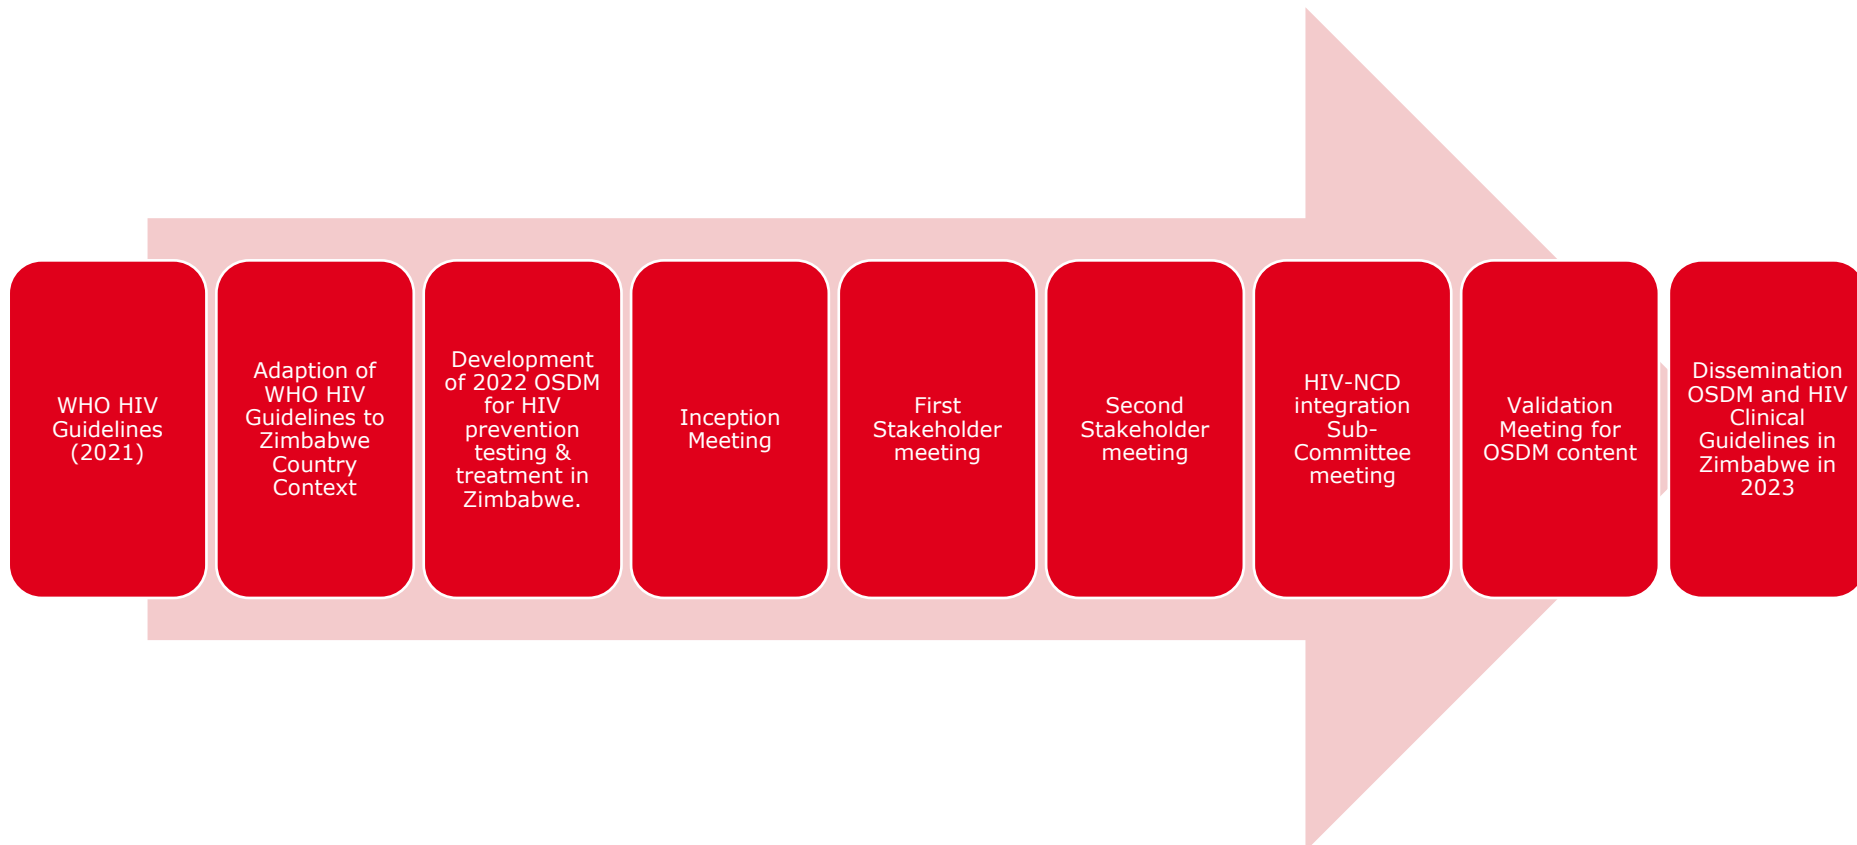 WHO HIV
Guidelines
(2021)
Adaption of
WHO HIV
Guidelines to
Zimbabwe
Country
Context
Development
of 2022 OSDM
for HIV
prevention
testing &
treatment in
Zimbabwe.
Inception
Meeting
First
Stakeholder
meeting
Second
Stakeholder
meeting
HIV-NCD
integration
Sub-
Committee
meeting
Validation
Meeting for
OSDM content
Dissemination
OSDM and HIV
Clinical
Guidelines in
Zimbabwe in
2023